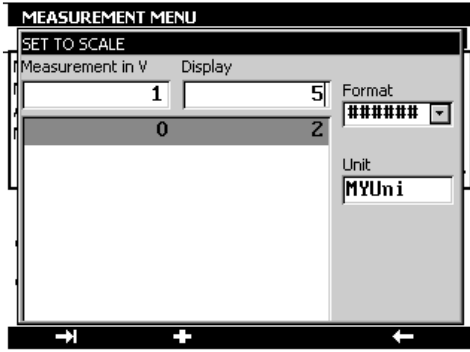 MEASUREMENT MENU
SET TO SCALE
Measurement in V Display
1 5
Format
######
0 2
Unit
MYUni